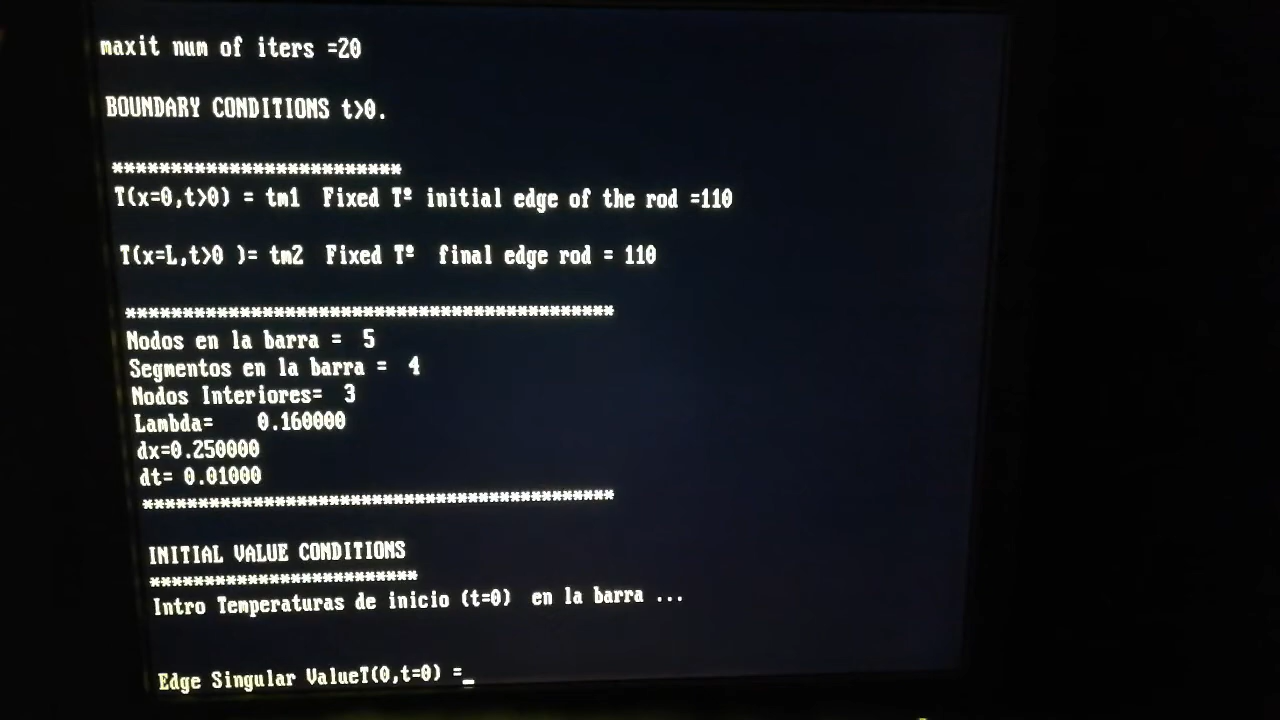 maxit num of iters =20
BOUNDARY CONDITIONS t>0.
************************
T(x=0,t>0) = tm1  Fixed Tº initial edge of the rod =110
T(x=L,t>0 )= tm2  Fixed Tº  final edge rod = 110
*****************************************
Nodos en la barra =  5
Segmentos en la barra =  4
Nodos Interiores=  3
Lambda=    0.160000
dx=0.250000
dt= 0.01000
*****************************************
INITIAL VALUE CONDITIONS
************************
Intro Temperaturas de inicio (t=0)  en la barra ...
Edge Singular ValueT(0,t=0) =_